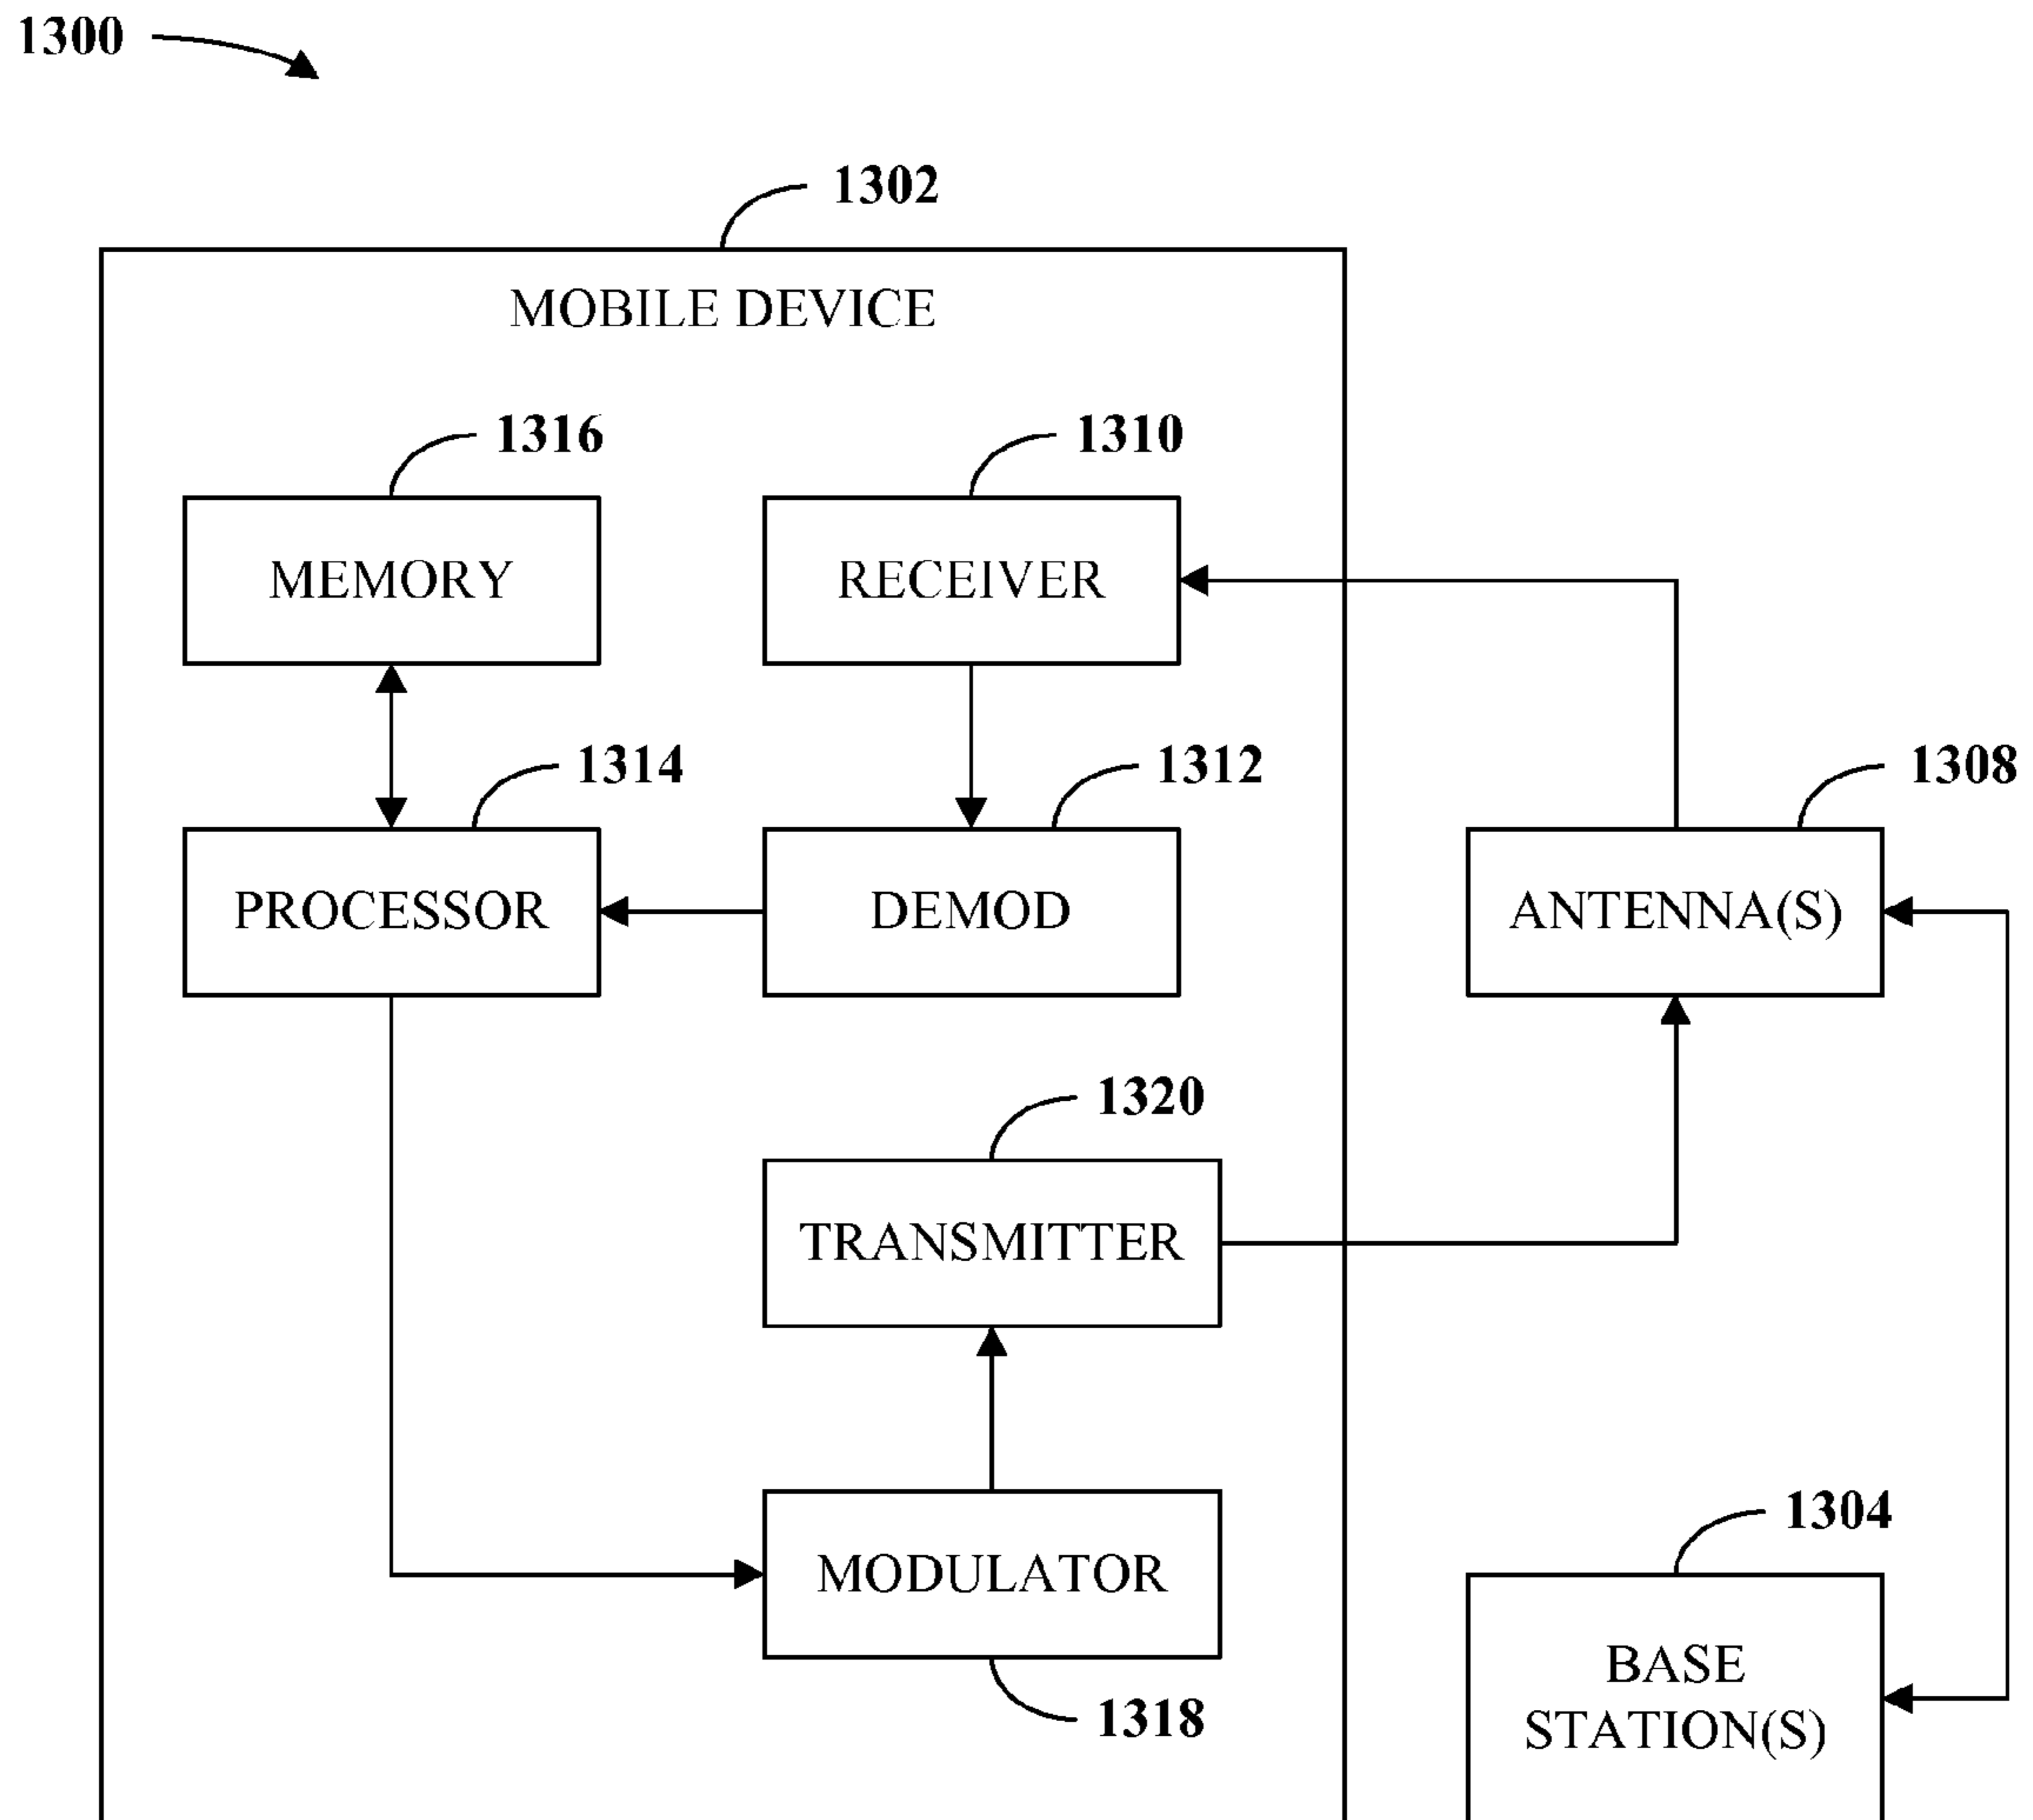 1300
1302
MOBILE DEVICE
1316
1310
MEMORY
RECEIVER
1314
1312
1308
PROCESSOR
DEMOD
ANTENNA(S)
1320
TRANSMITTER
1304
MODULATOR
BASE
STATION(S)
1318